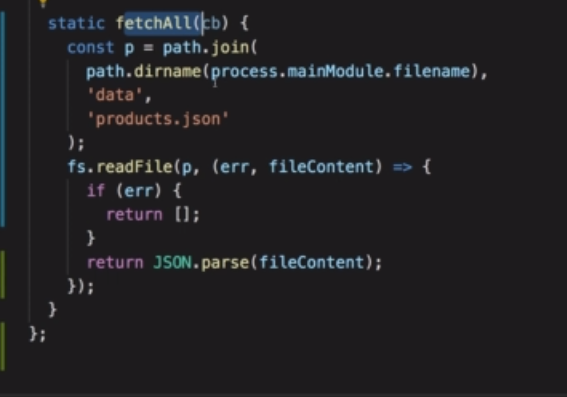 static fetchAll(cb) {
const p = path.join(
path.dirname(process.mainModule.filename),
'data',
'products.json'
);
fs.readFile(p, (err, fileContent) => {
if (err) {
return [];
}
return JSON.parse(fileContent);
});
}
};